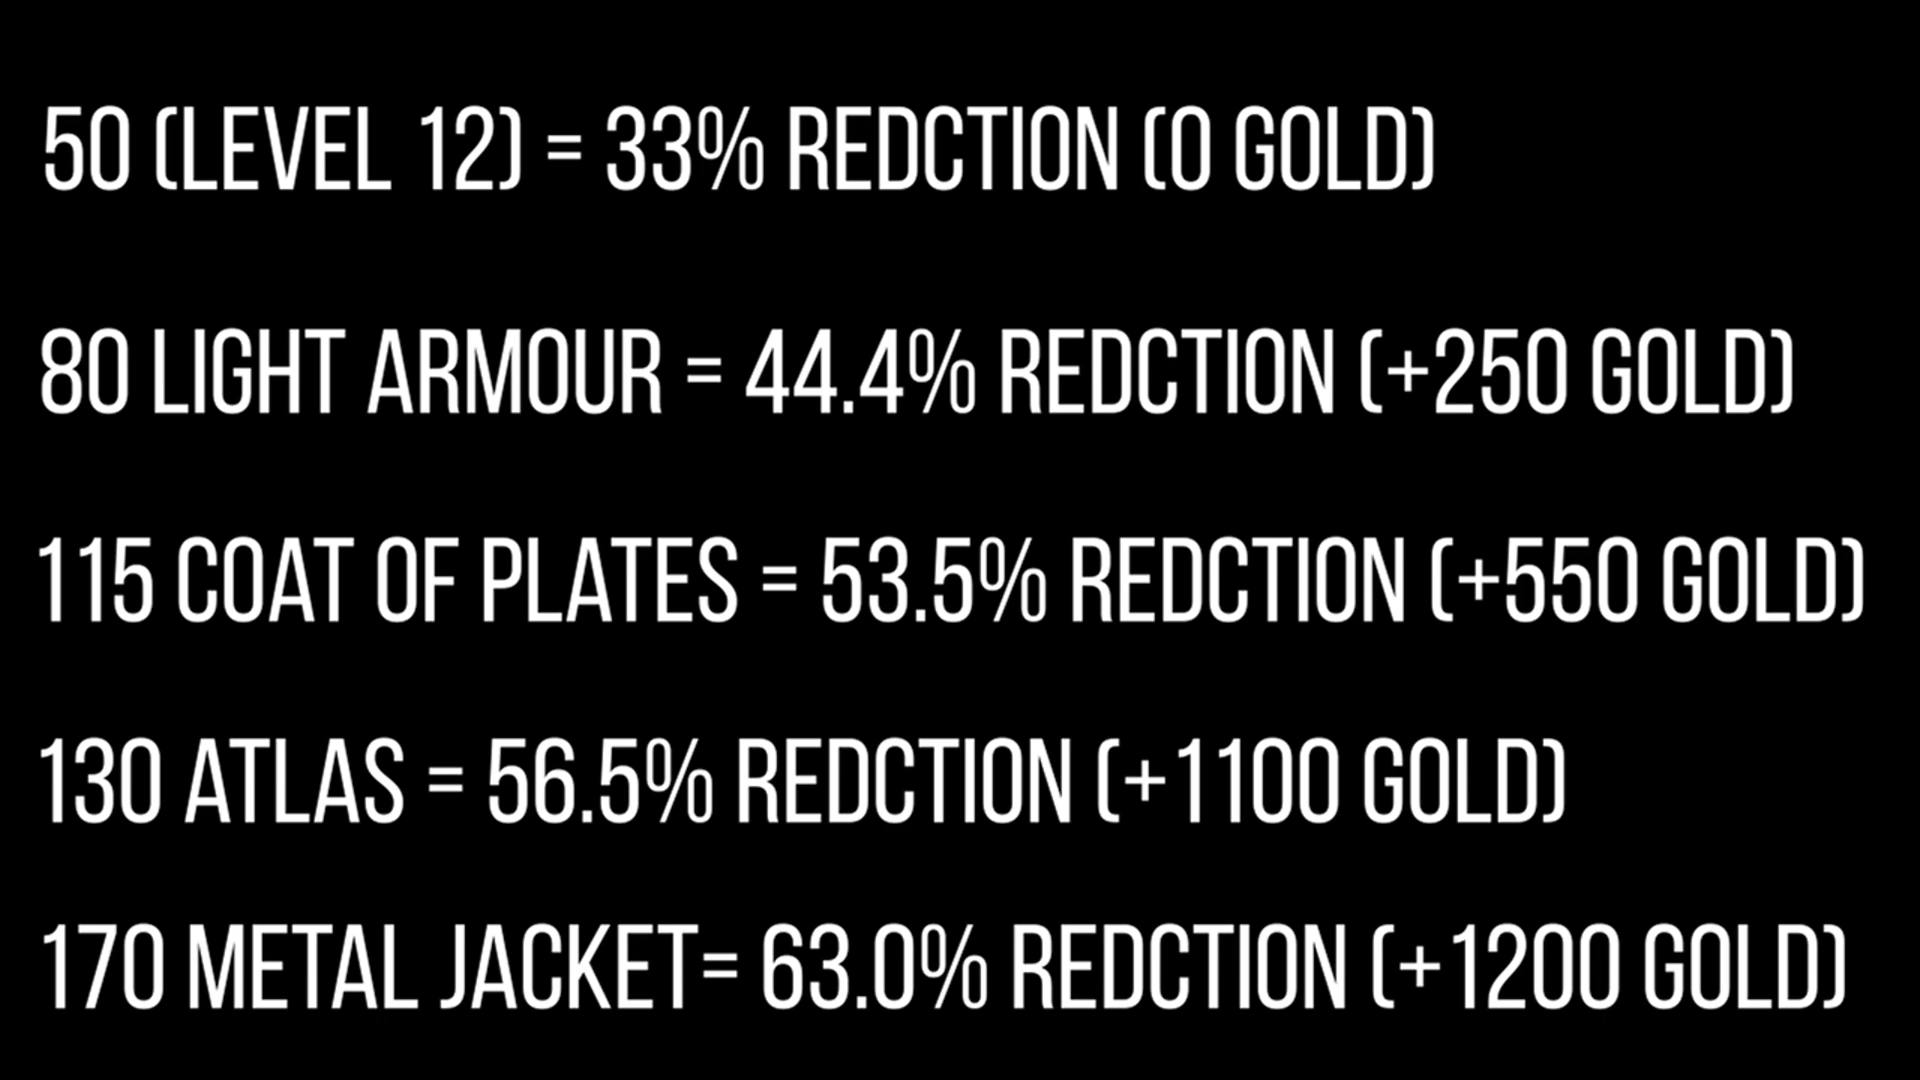 50 (LEVEL 12) = 33% REDCTION (0 GOLD)
80 LIGHT ARMOUR = 44.4% REDCTION (+250 GOLD)
115 COAT OF PLATES = 53.5% REDCTION (+550 GOLD)
130 ATLAS = 56.5% REDCTION (+1100 GOLD)
170 METAL JACKET= 63.0% REDCTION (+1200 GOLD)